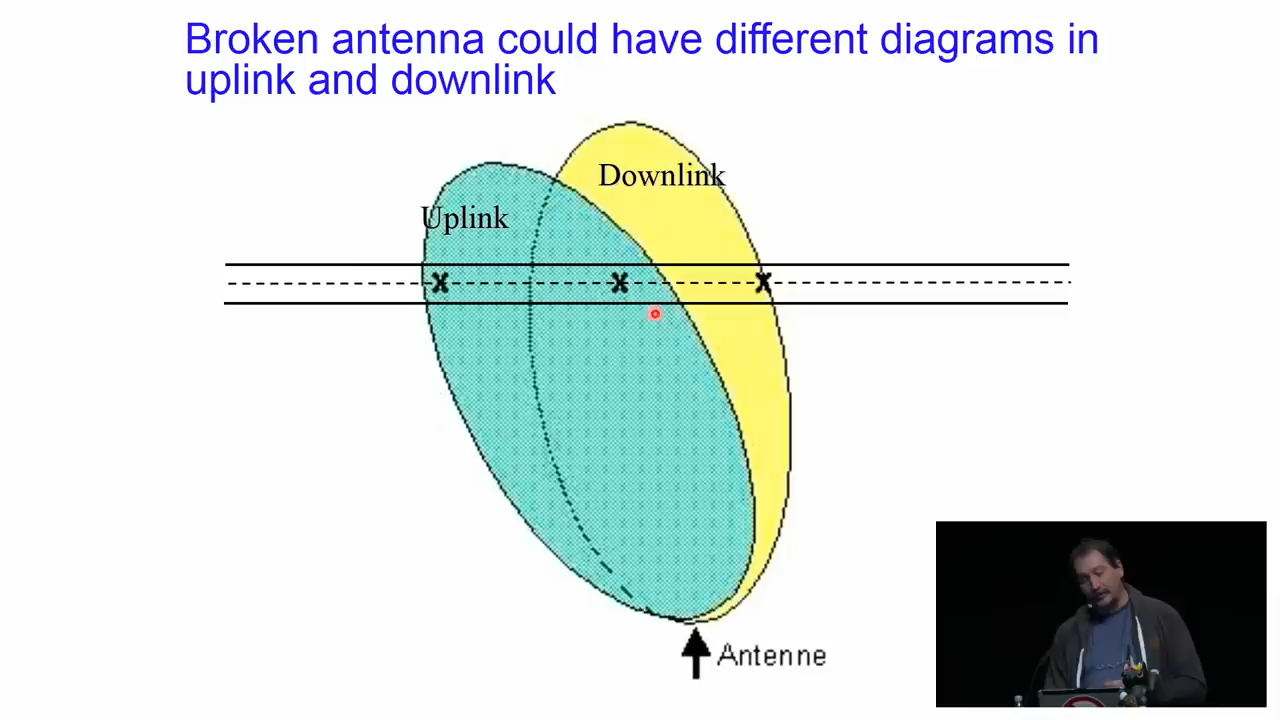 Broken antenna could have different diagrams in
uplink and downlink
Downlink
Uplink
x x x
Antenne